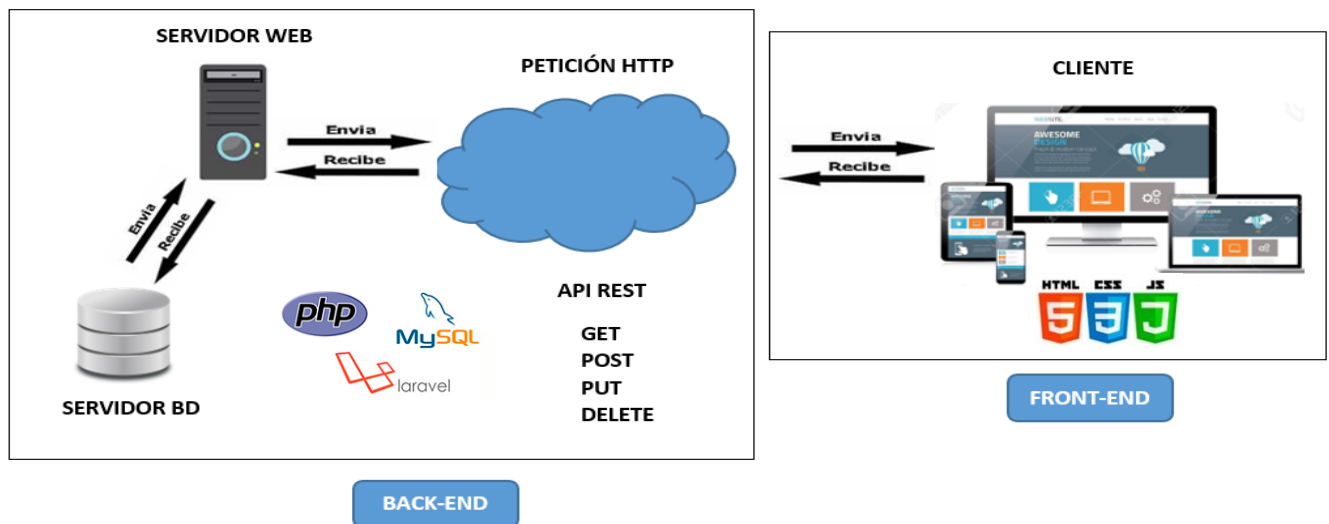 SERVIDOR WEB
PETICIÓN HTTP
Envia
Recibe
Envia
Recibe
SERVIDOR BD
php
MySQL
laravel
API REST
GET
POST
PUT
DELETE
BACK-END
CLIENTE
Envia
Recibe
AWESOME
DESIGN
HTML CSS JS
5 3
FRONT-END